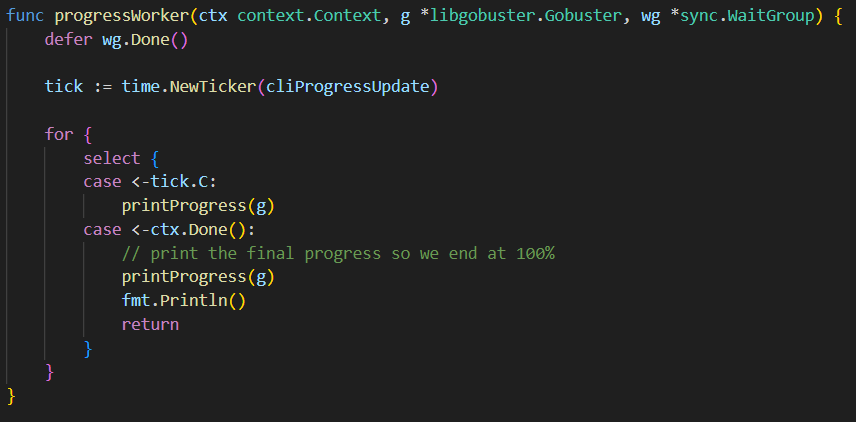 func progressWorker(ctx context.Context, g *libgobuster.Gobuster, wg *sync.WaitGroup) {
    defer wg.Done()

    tick := time.NewTicker(cliProgressUpdate)

    for {
        select {
        case <-tick.C:
            printProgress(g)
        case <-ctx.Done():
            // print the final progress so we end at 100%
            printProgress(g)
            fmt.Println()
            return
        }
    }
}